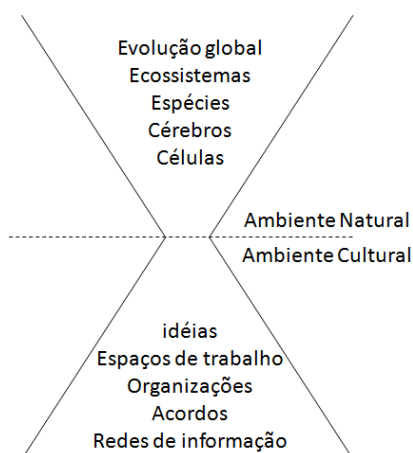 Evolução global
Ecossistemas
Espécies
Cérebros
Células
Ambiente Natural
Ambiente Cultural
idéias
Espaços de trabalho
Organizações
Acordos
Redes de informação